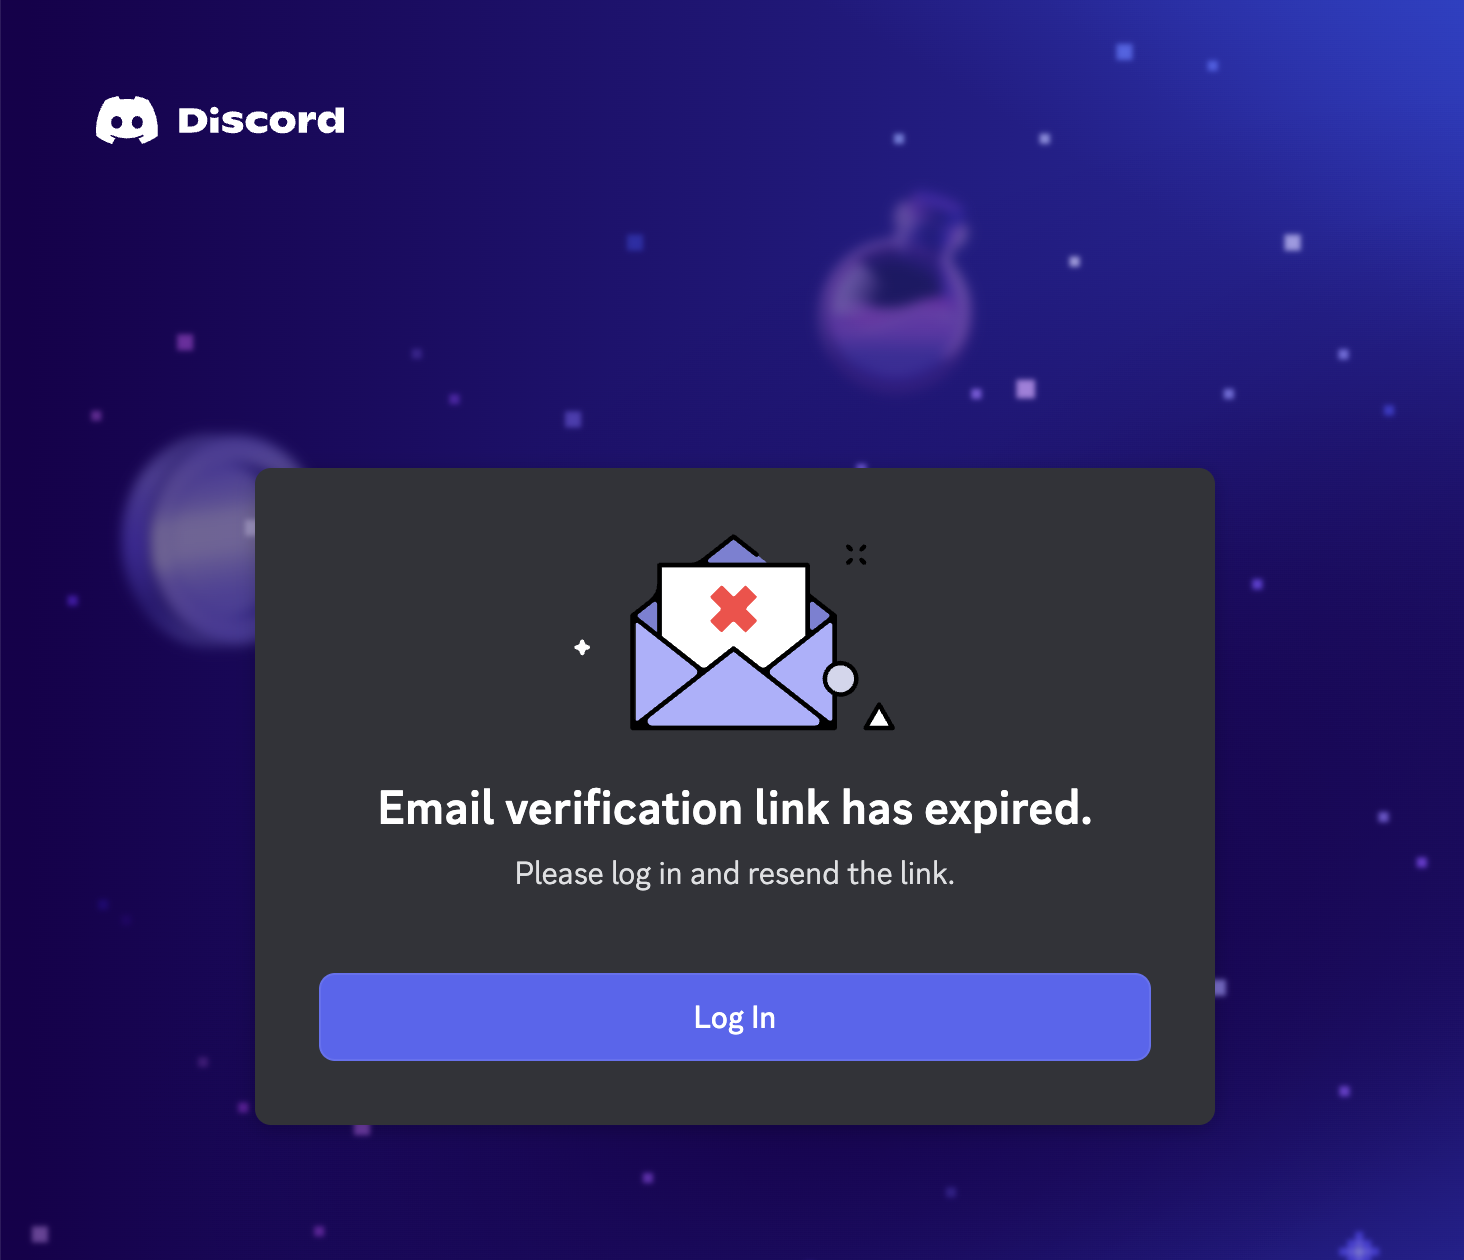 Discord
Email verification link has expired.
Please log in and resend the link.
Log In